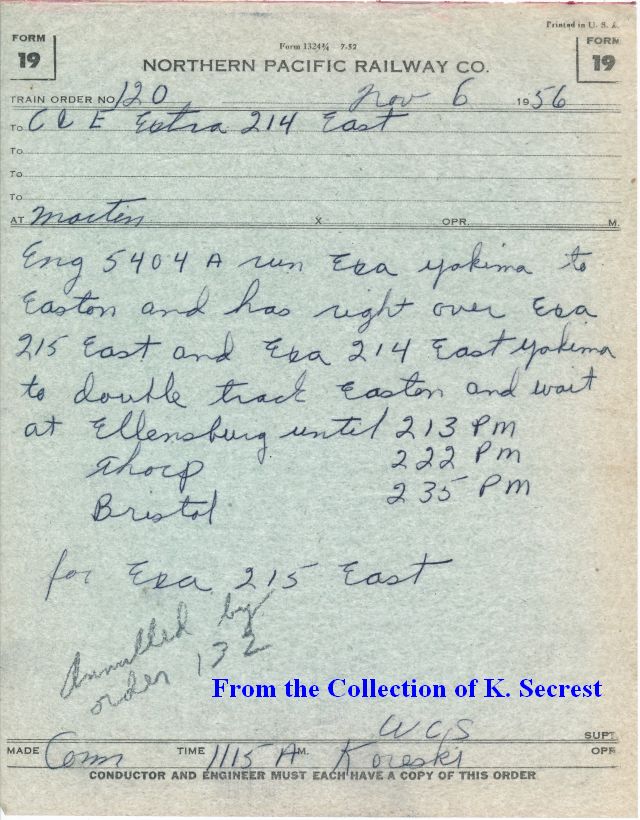 Printed in U. S. A.
FORM 19
Form 1324¾ 7-52
FORM 19
NORTHERN PACIFIC RAILWAY CO.
TRAIN ORDER NO. 120 Nov 6 1956
To C & E Extra 214 East
To
To
To
AT Martin X OPR. M.
Eng 5404 A run Exa Yakima to
Easton and has right over Exa
215 East and Exa 214 East Yakima
to double track Easton and wait
at Ellensburg until 213 PM
Thorp 222 PM
Bristol 235 PM
for Exa 215 East
Annulled by
order 132
From the Collection of K. Secrest
WCS SUPT
MADE Com TIME 1115 A M. Koreski OPR
CONDUCTOR AND ENGINEER MUST EACH HAVE A COPY OF THIS ORDER